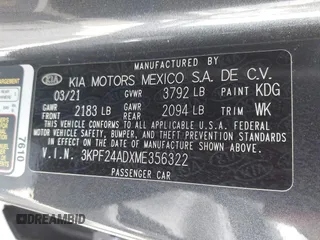 MANUFACTURED BY
KIA KIA MOTORS MEXICO S.A. DE C.V.
03/21 GVWR 3792 LB PAINT KDG
GAWR FRONT 2183 LB GAWR REAR 2094 LB TRIM WK
THIS VEHICLE CONFORMS TO ALL APPLICABLE U.S.A. FEDERAL
MOTOR VEHICLE SAFETY, BUMPER, AND THEFT PREVENTION
STANDARDS IN EFFECT ON THE DATE OF MANUFACTURE SHOWN ABOVE.
V.I.N. 3KPF24ADXME356322
PASSENGER CAR
7610
DREAMBID